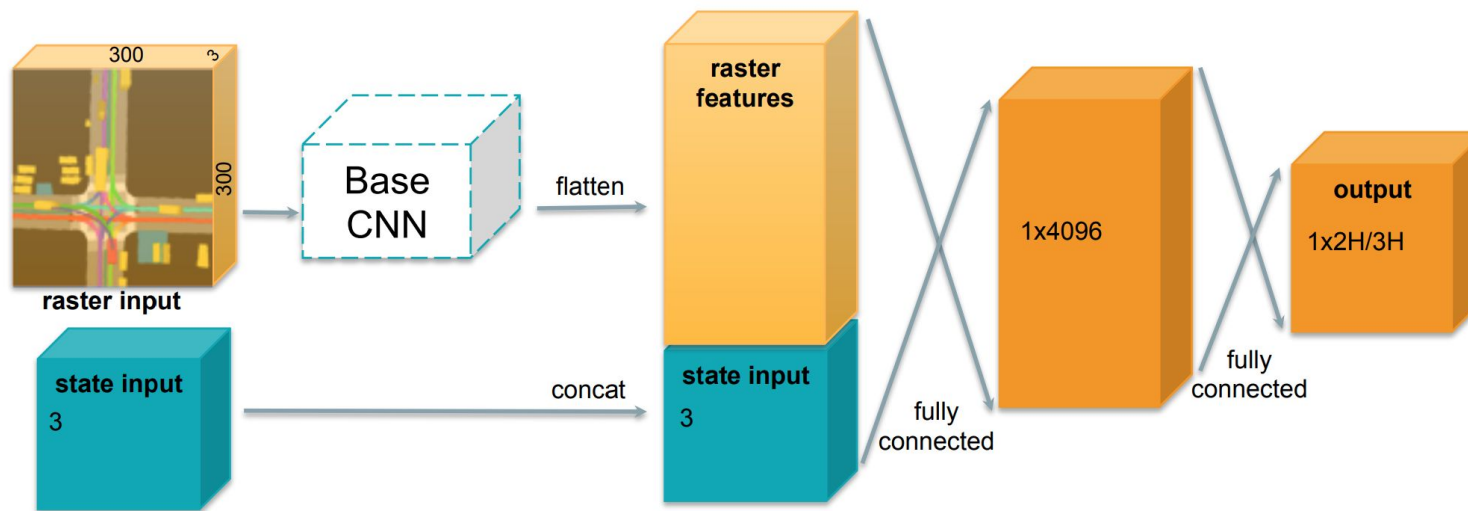 300
3
300
raster input
Base
CNN
flatten
raster
features
state input
3
concat
state input
3
fully
connected
1x4096
fully
connected
output
1x2H/3H